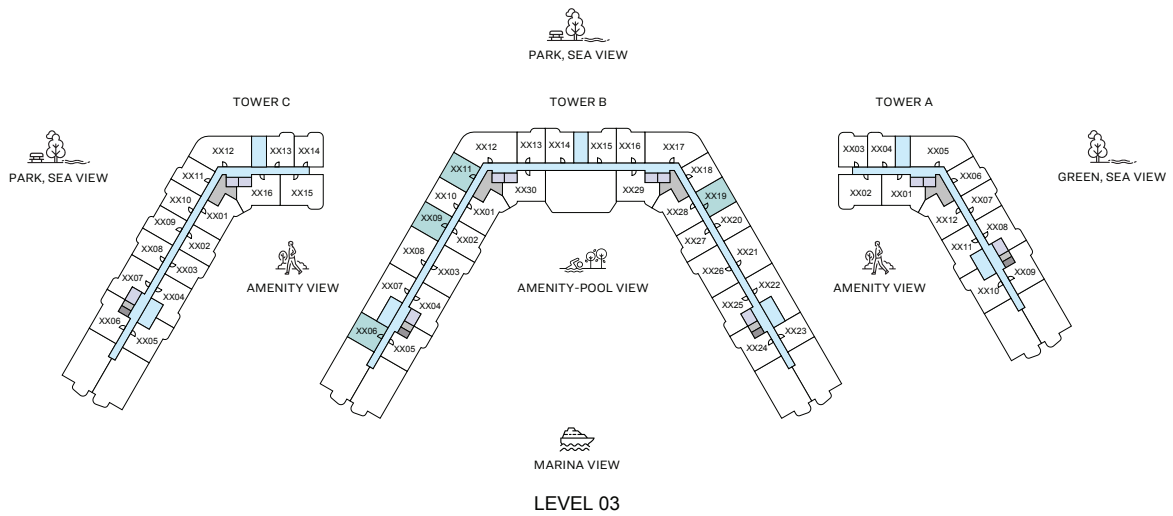 PARK, SEA VIEW
TOWER C
TOWER B
TOWER A
PARK, SEA VIEW
GREEN, SEA VIEW
XX12
XX13
XX14
XX11
XX16
XX15
XX10
XX01
XX09
XX02
XX08
XX03
XX07
XX04
XX06
XX05
XX12
XX13
XX14
XX15
XX16
XX17
XX11
XX18
XX10
XX30
XX29
XX19
XX09
XX01
XX28
XX20
XX08
XX02
XX27
XX21
XX07
XX03
XX26
XX22
XX06
XX04
XX25
XX23
XX05
XX24
XX03
XX04
XX05
XX02
XX01
XX06
XX07
XX12
XX08
XX11
XX09
XX10
AMENITY VIEW
AMENITY-POOL VIEW
AMENITY VIEW
MARINA VIEW
LEVEL 03